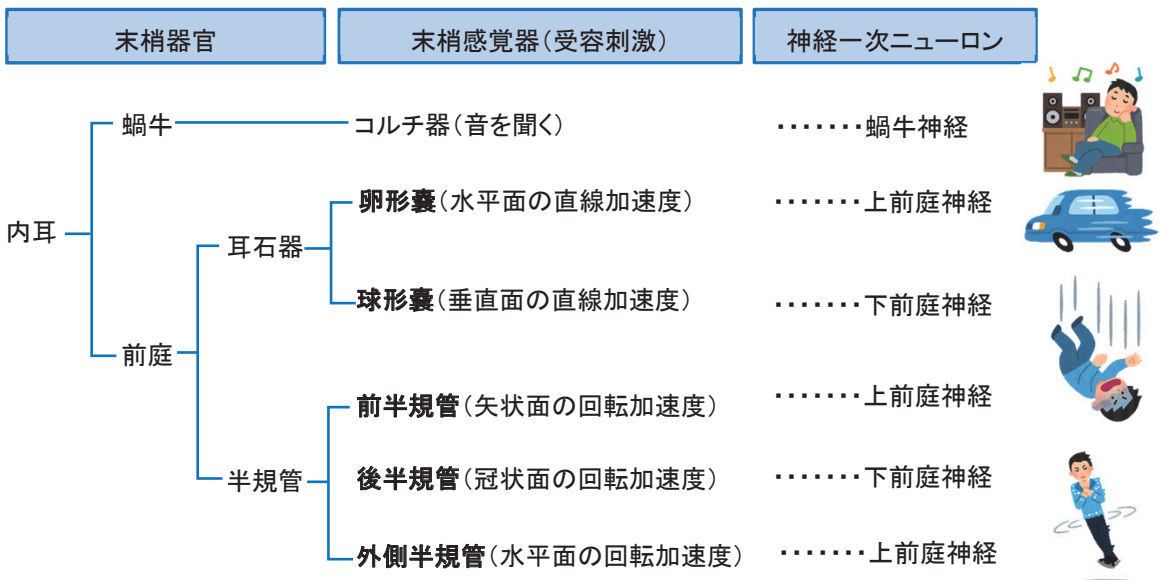 末梢器官 末梢感覚器(受容刺激) 神経一次ニューロン
蝸牛 コルチ器(音を聞く) ・・・・・・・蝸牛神経
卵形嚢(水平面の直線加速度) ・・・・・・・上前庭神経
内耳
耳石器
球形嚢(垂直面の直線加速度) ・・・・・・・下前庭神経
前庭
前半規管(矢状面の回転加速度) ・・・・・・・上前庭神経
半規管 後半規管(冠状面の回転加速度) ・・・・・・・下前庭神経
外側半規管(水平面の回転加速度) ・・・・・・・上前庭神経